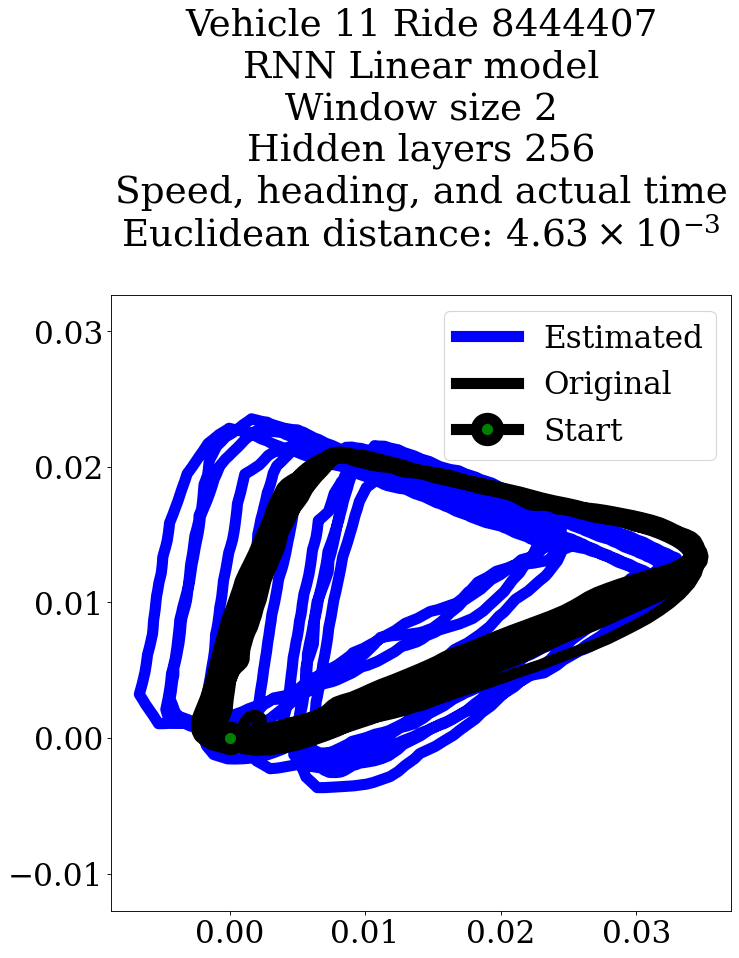 Vehicle 11 Ride 8444407
RNN Linear model
Window size 2
Hidden layers 256
Speed, heading, and actual time
Euclidean distance: 4.63 × 10⁻³
Estimated
Original
Start
0.03
0.02
0.01
0.00
−0.01
0.00 0.01 0.02 0.03